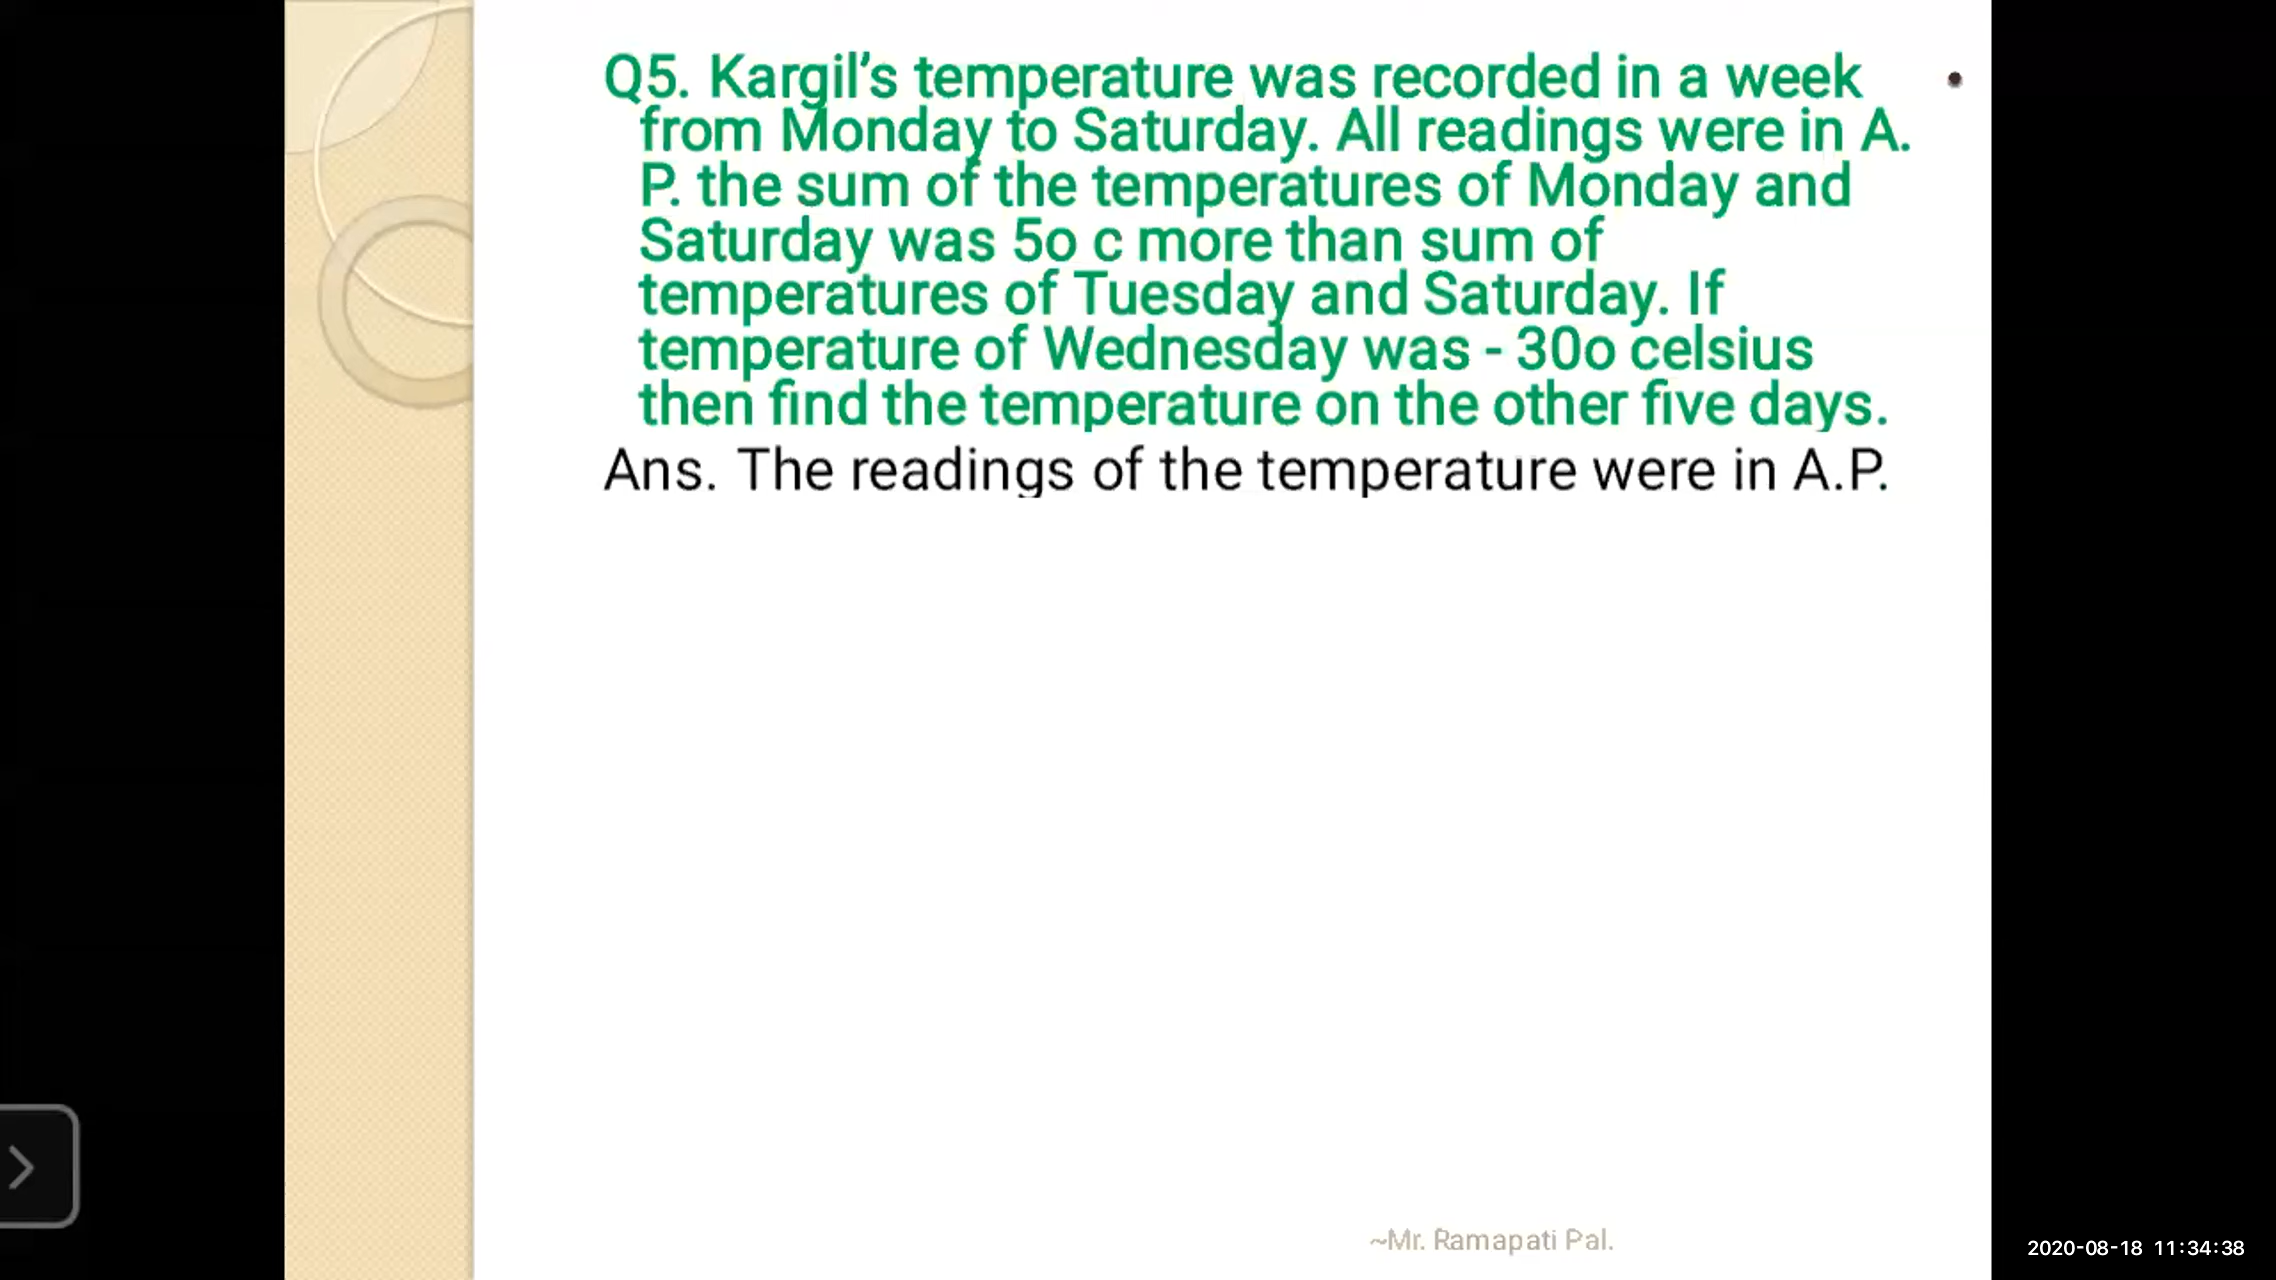 Q5. Kargil’s temperature was recorded in a week
from Monday to Saturday. All readings were in A.
P. the sum of the temperatures of Monday and
Saturday was 5o c more than sum of
temperatures of Tuesday and Saturday. If
temperature of Wednesday was - 30o celsius
then find the temperature on the other five days.
Ans. The readings of the temperature were in A.P.
~Mr. Ramapati Pal.
2020-08-18 11:34:38